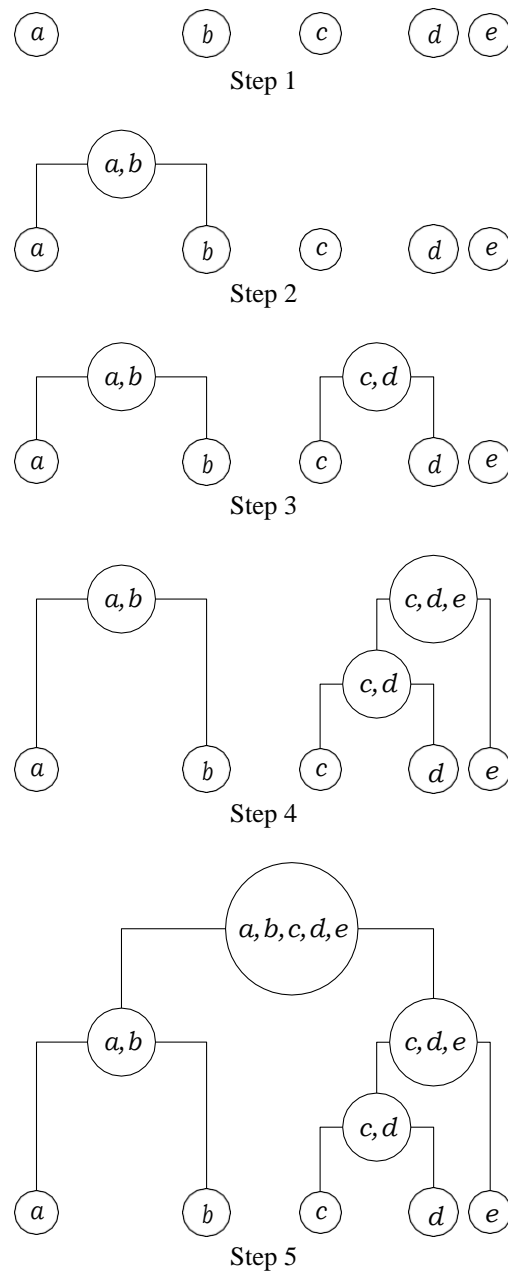 a b c d e
Step 1
a,b
a b c d e
Step 2
a,b c,d
a b c d e
Step 3
a,b c,d,e
c,d
a b c d e
Step 4
a,b,c,d,e
a,b c,d,e
c,d
a b c d e
Step 5